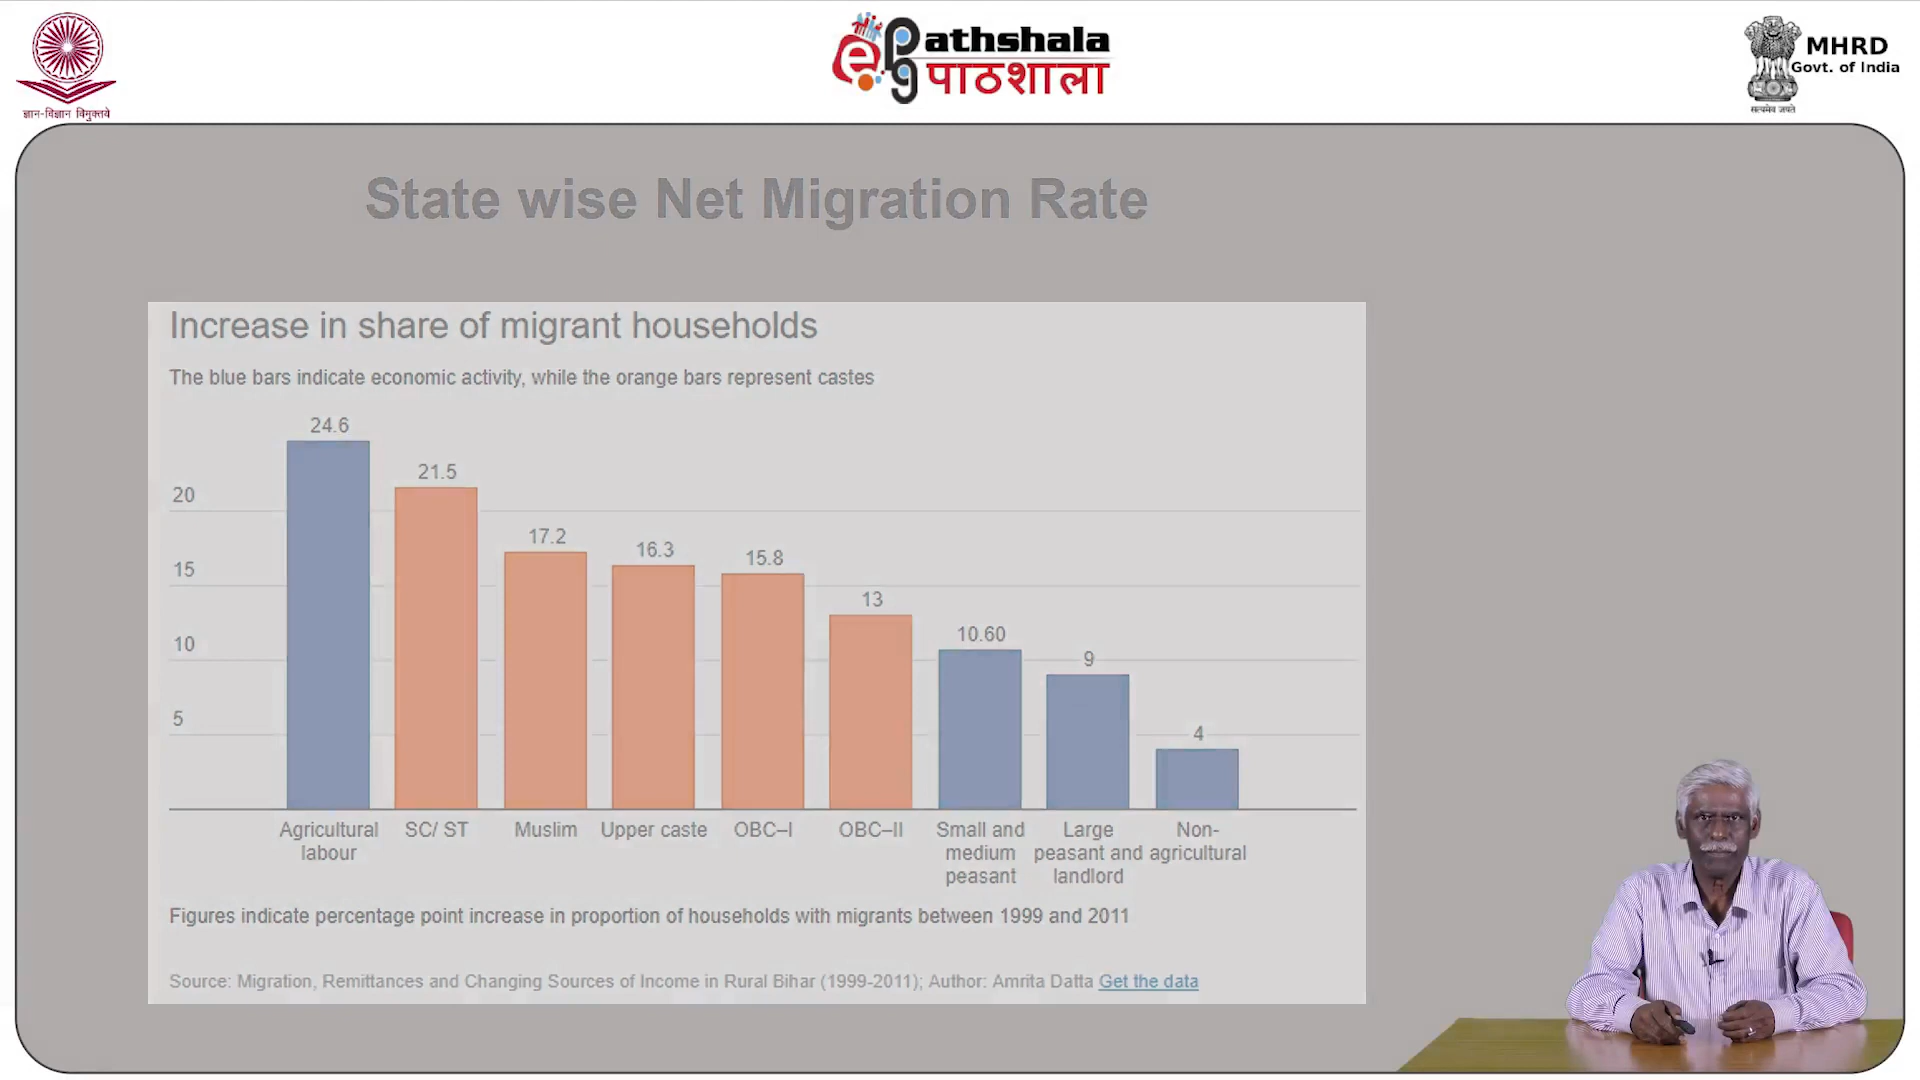 ज्ञान-विज्ञान विमुक्तये
e
Pathshala
pg पाठशाला
MHRD
Govt. of India
सत्यमेव जयते
State wise Net Migration Rate
Increase in share of migrant households
The blue bars indicate economic activity, while the orange bars represent castes
24.6
21.5
17.2
16.3
15.8
13
10.60
9
4
20
15
10
5
Agricultural labour
SC/ ST
Muslim
Upper caste
OBC–I
OBC–II
Small and medium peasant
Large peasant and landlord
Non-agricultural
Figures indicate percentage point increase in proportion of households with migrants between 1999 and 2011
Source: Migration, Remittances and Changing Sources of Income in Rural Bihar (1999-2011); Author: Amrita Datta Get the data